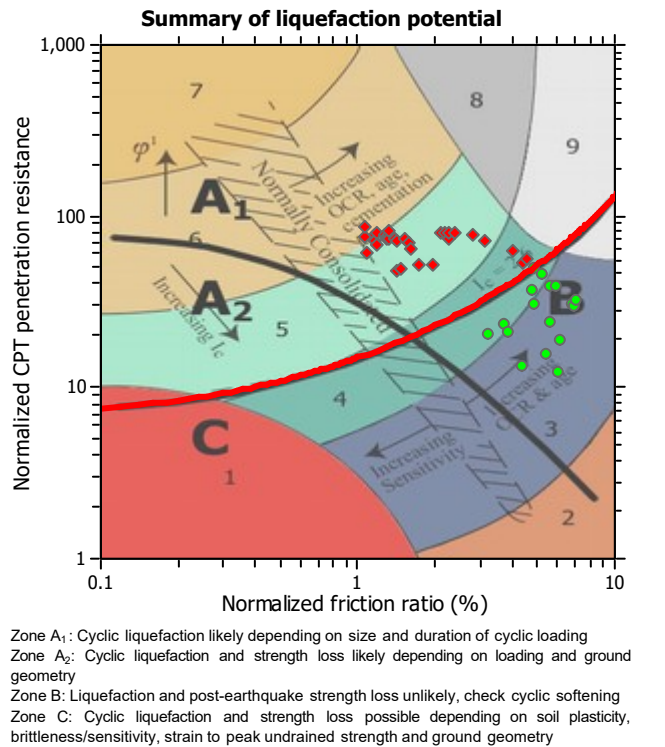 Summary of liquefaction potential
1,000
7
8
9
φ'
Increasing
OCR, age,
cementation
Normally Consolidated
A1
100
6
A2
Increasing Ic
Ic =
B
5
10
4
Increasing
OCR & age
3
Increasing
Sensitivity
C
1
2
1
0.1
1
10
Normalized CPT penetration resistance
Normalized friction ratio (%)
Zone A1: Cyclic liquefaction likely depending on size and duration of cyclic loading
Zone A2: Cyclic liquefaction and strength loss likely depending on loading and ground
geometry
Zone B: Liquefaction and post-earthquake strength loss unlikely, check cyclic softening
Zone C: Cyclic liquefaction and strength loss possible depending on soil plasticity,
brittleness/sensitivity, strain to peak undrained strength and ground geometry